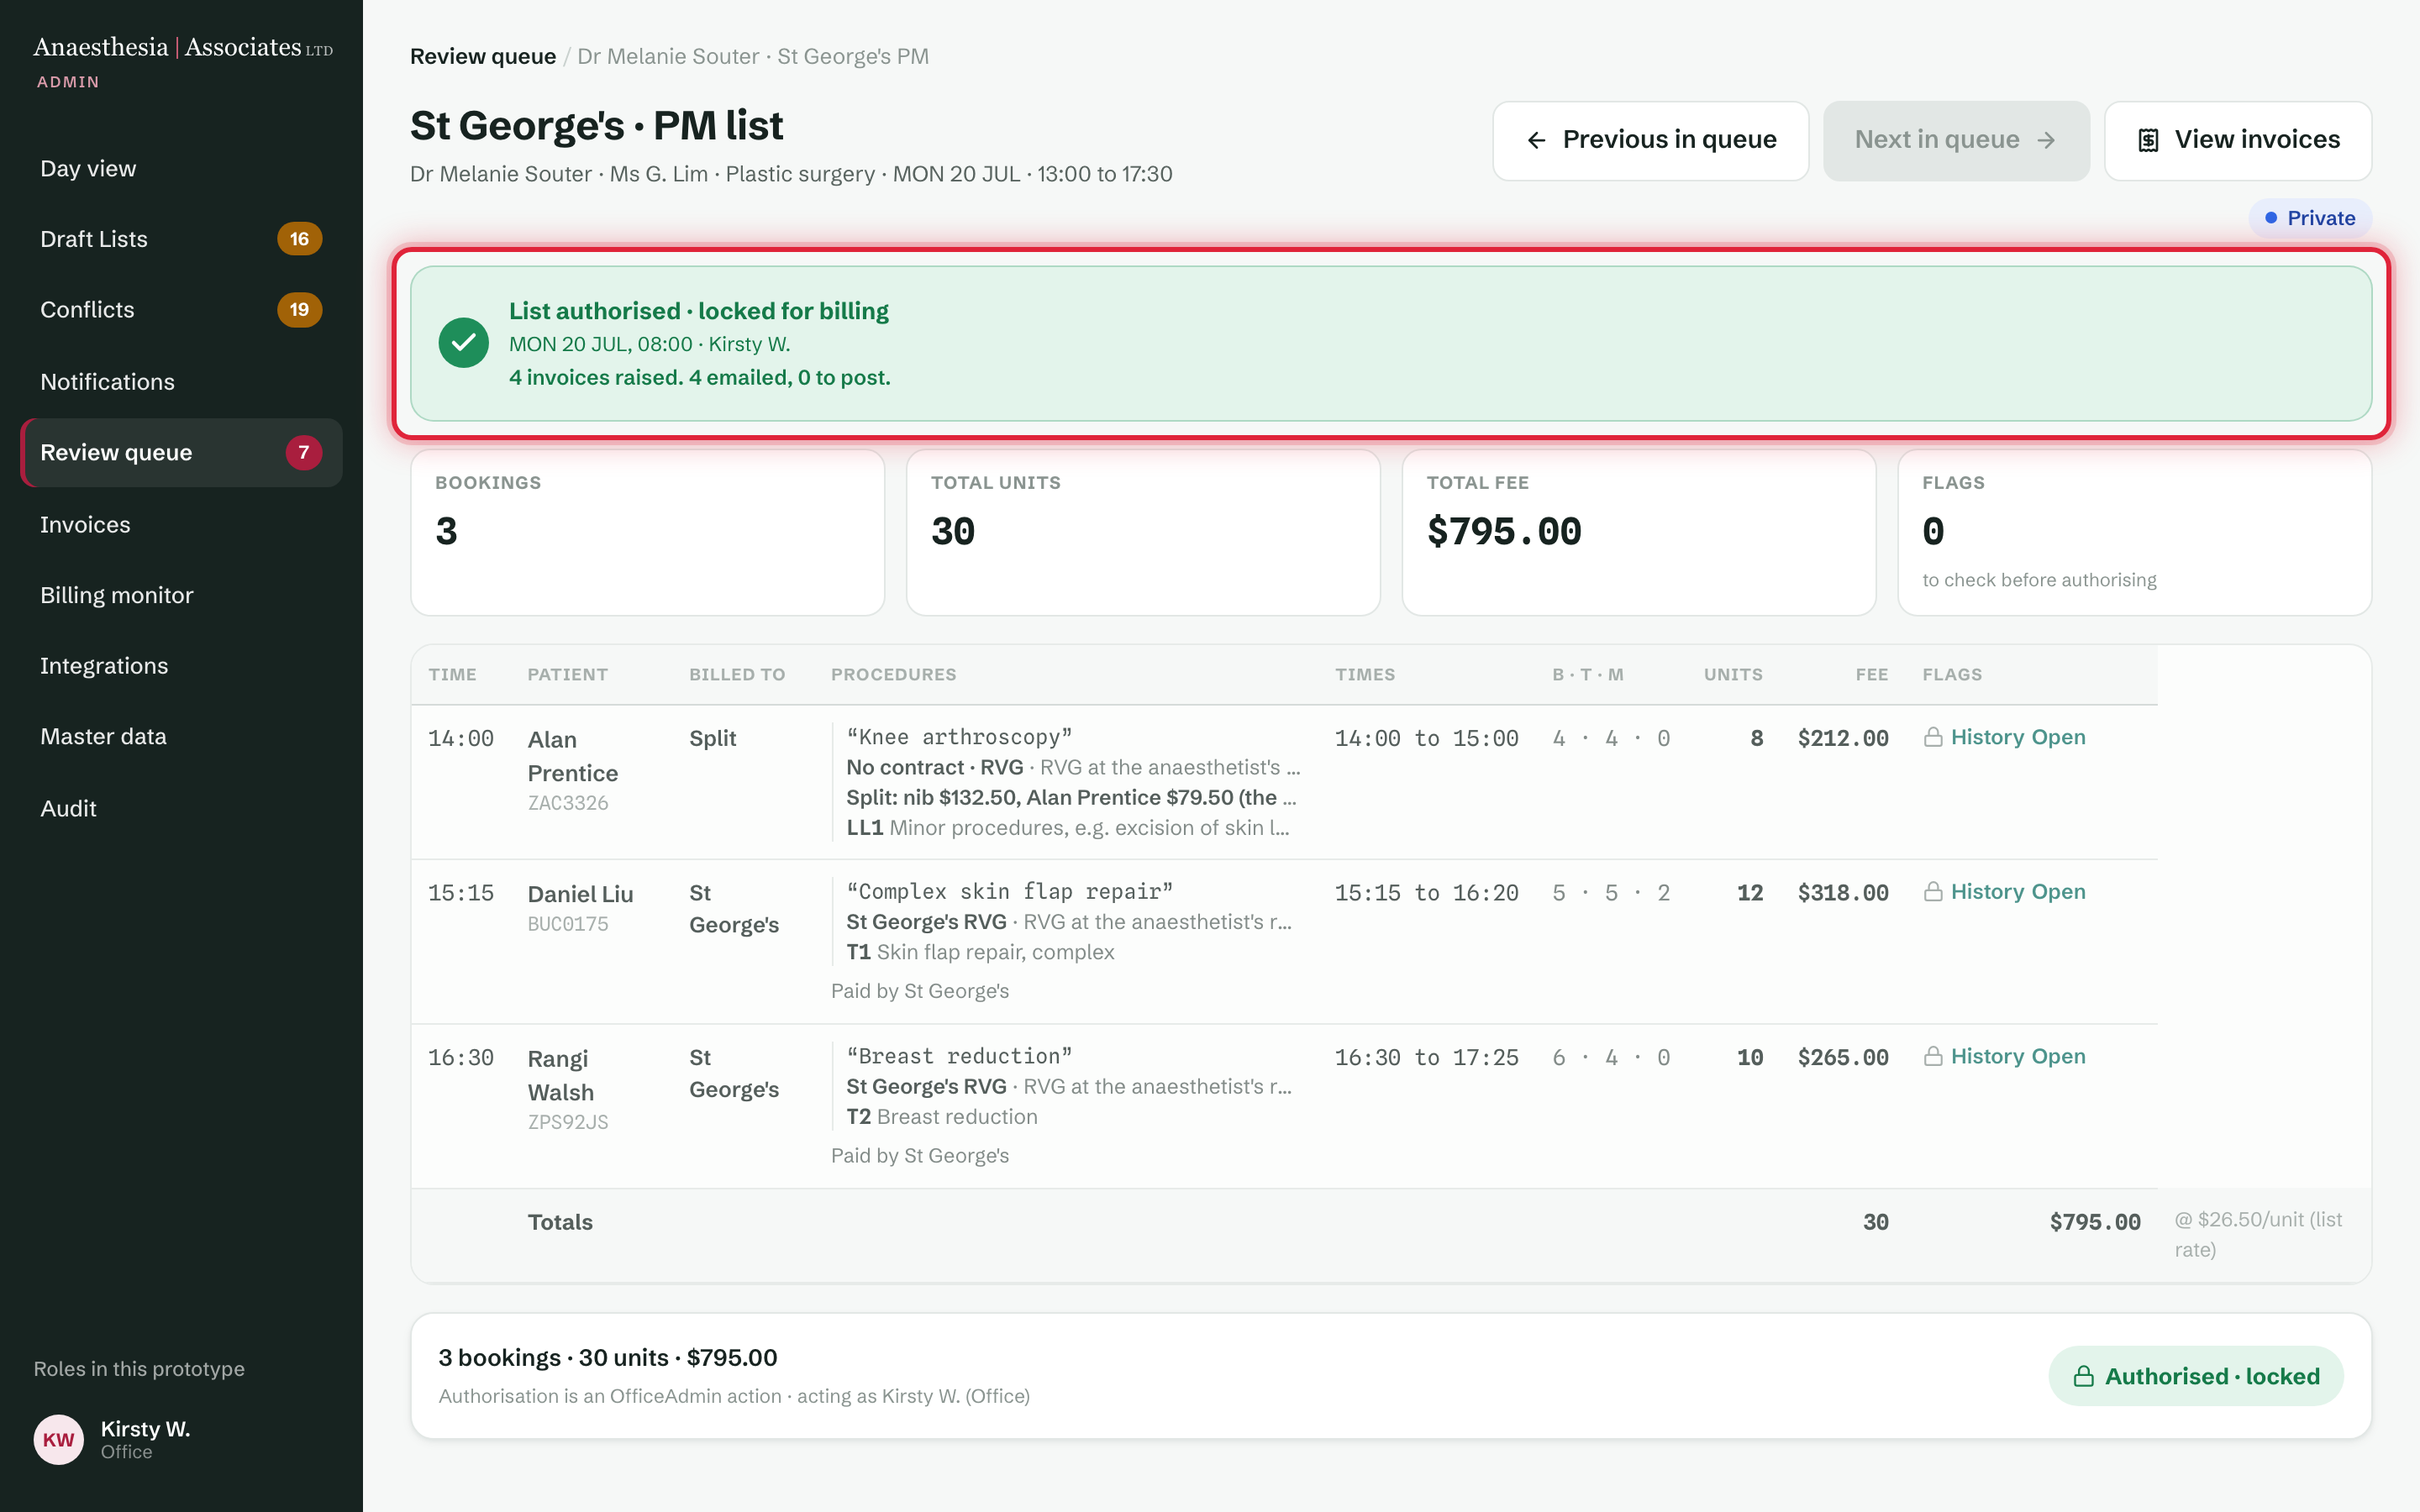 Anaesthesia | Associates LTD
ADMIN
Day view
Draft Lists 16
Conflicts 19
Notifications
Review queue 7
Invoices
Billing monitor
Integrations
Master data
Audit
Roles in this prototype
KW
Kirsty W.
Office
Review queue / Dr Melanie Souter · St George's PM
St George's · PM list
Dr Melanie Souter · Ms G. Lim · Plastic surgery · MON 20 JUL · 13:00 to 17:30
← Previous in queue
Next in queue →
View invoices
Private
List authorised · locked for billing
MON 20 JUL, 08:00 · Kirsty W.
4 invoices raised. 4 emailed, 0 to post.
BOOKINGS
3
TOTAL UNITS
30
TOTAL FEE
$795.00
FLAGS
0
to check before authorising
TIME PATIENT BILLED TO PROCEDURES TIMES B · T · M UNITS FEE FLAGS
14:00 Alan Split “Knee arthroscopy” 14:00 to 15:00 4 · 4 · 0 8 $212.00 History Open
Prentice No contract · RVG · RVG at the anaesthetist's ...
ZAC3326 Split: nib $132.50, Alan Prentice $79.50 (the ...
LL1 Minor procedures, e.g. excision of skin l...
15:15 Daniel Liu St “Complex skin flap repair” 15:15 to 16:20 5 · 5 · 2 12 $318.00 History Open
BUC0175 George's St George's RVG · RVG at the anaesthetist's r...
T1 Skin flap repair, complex
Paid by St George's
16:30 Rangi St “Breast reduction” 16:30 to 17:25 6 · 4 · 0 10 $265.00 History Open
Walsh George's St George's RVG · RVG at the anaesthetist's r...
ZPS92JS T2 Breast reduction
Paid by St George's
Totals 30 $795.00 @ $26.50/unit (list
rate)
3 bookings · 30 units · $795.00
Authorisation is an OfficeAdmin action · acting as Kirsty W. (Office)
Authorised · locked